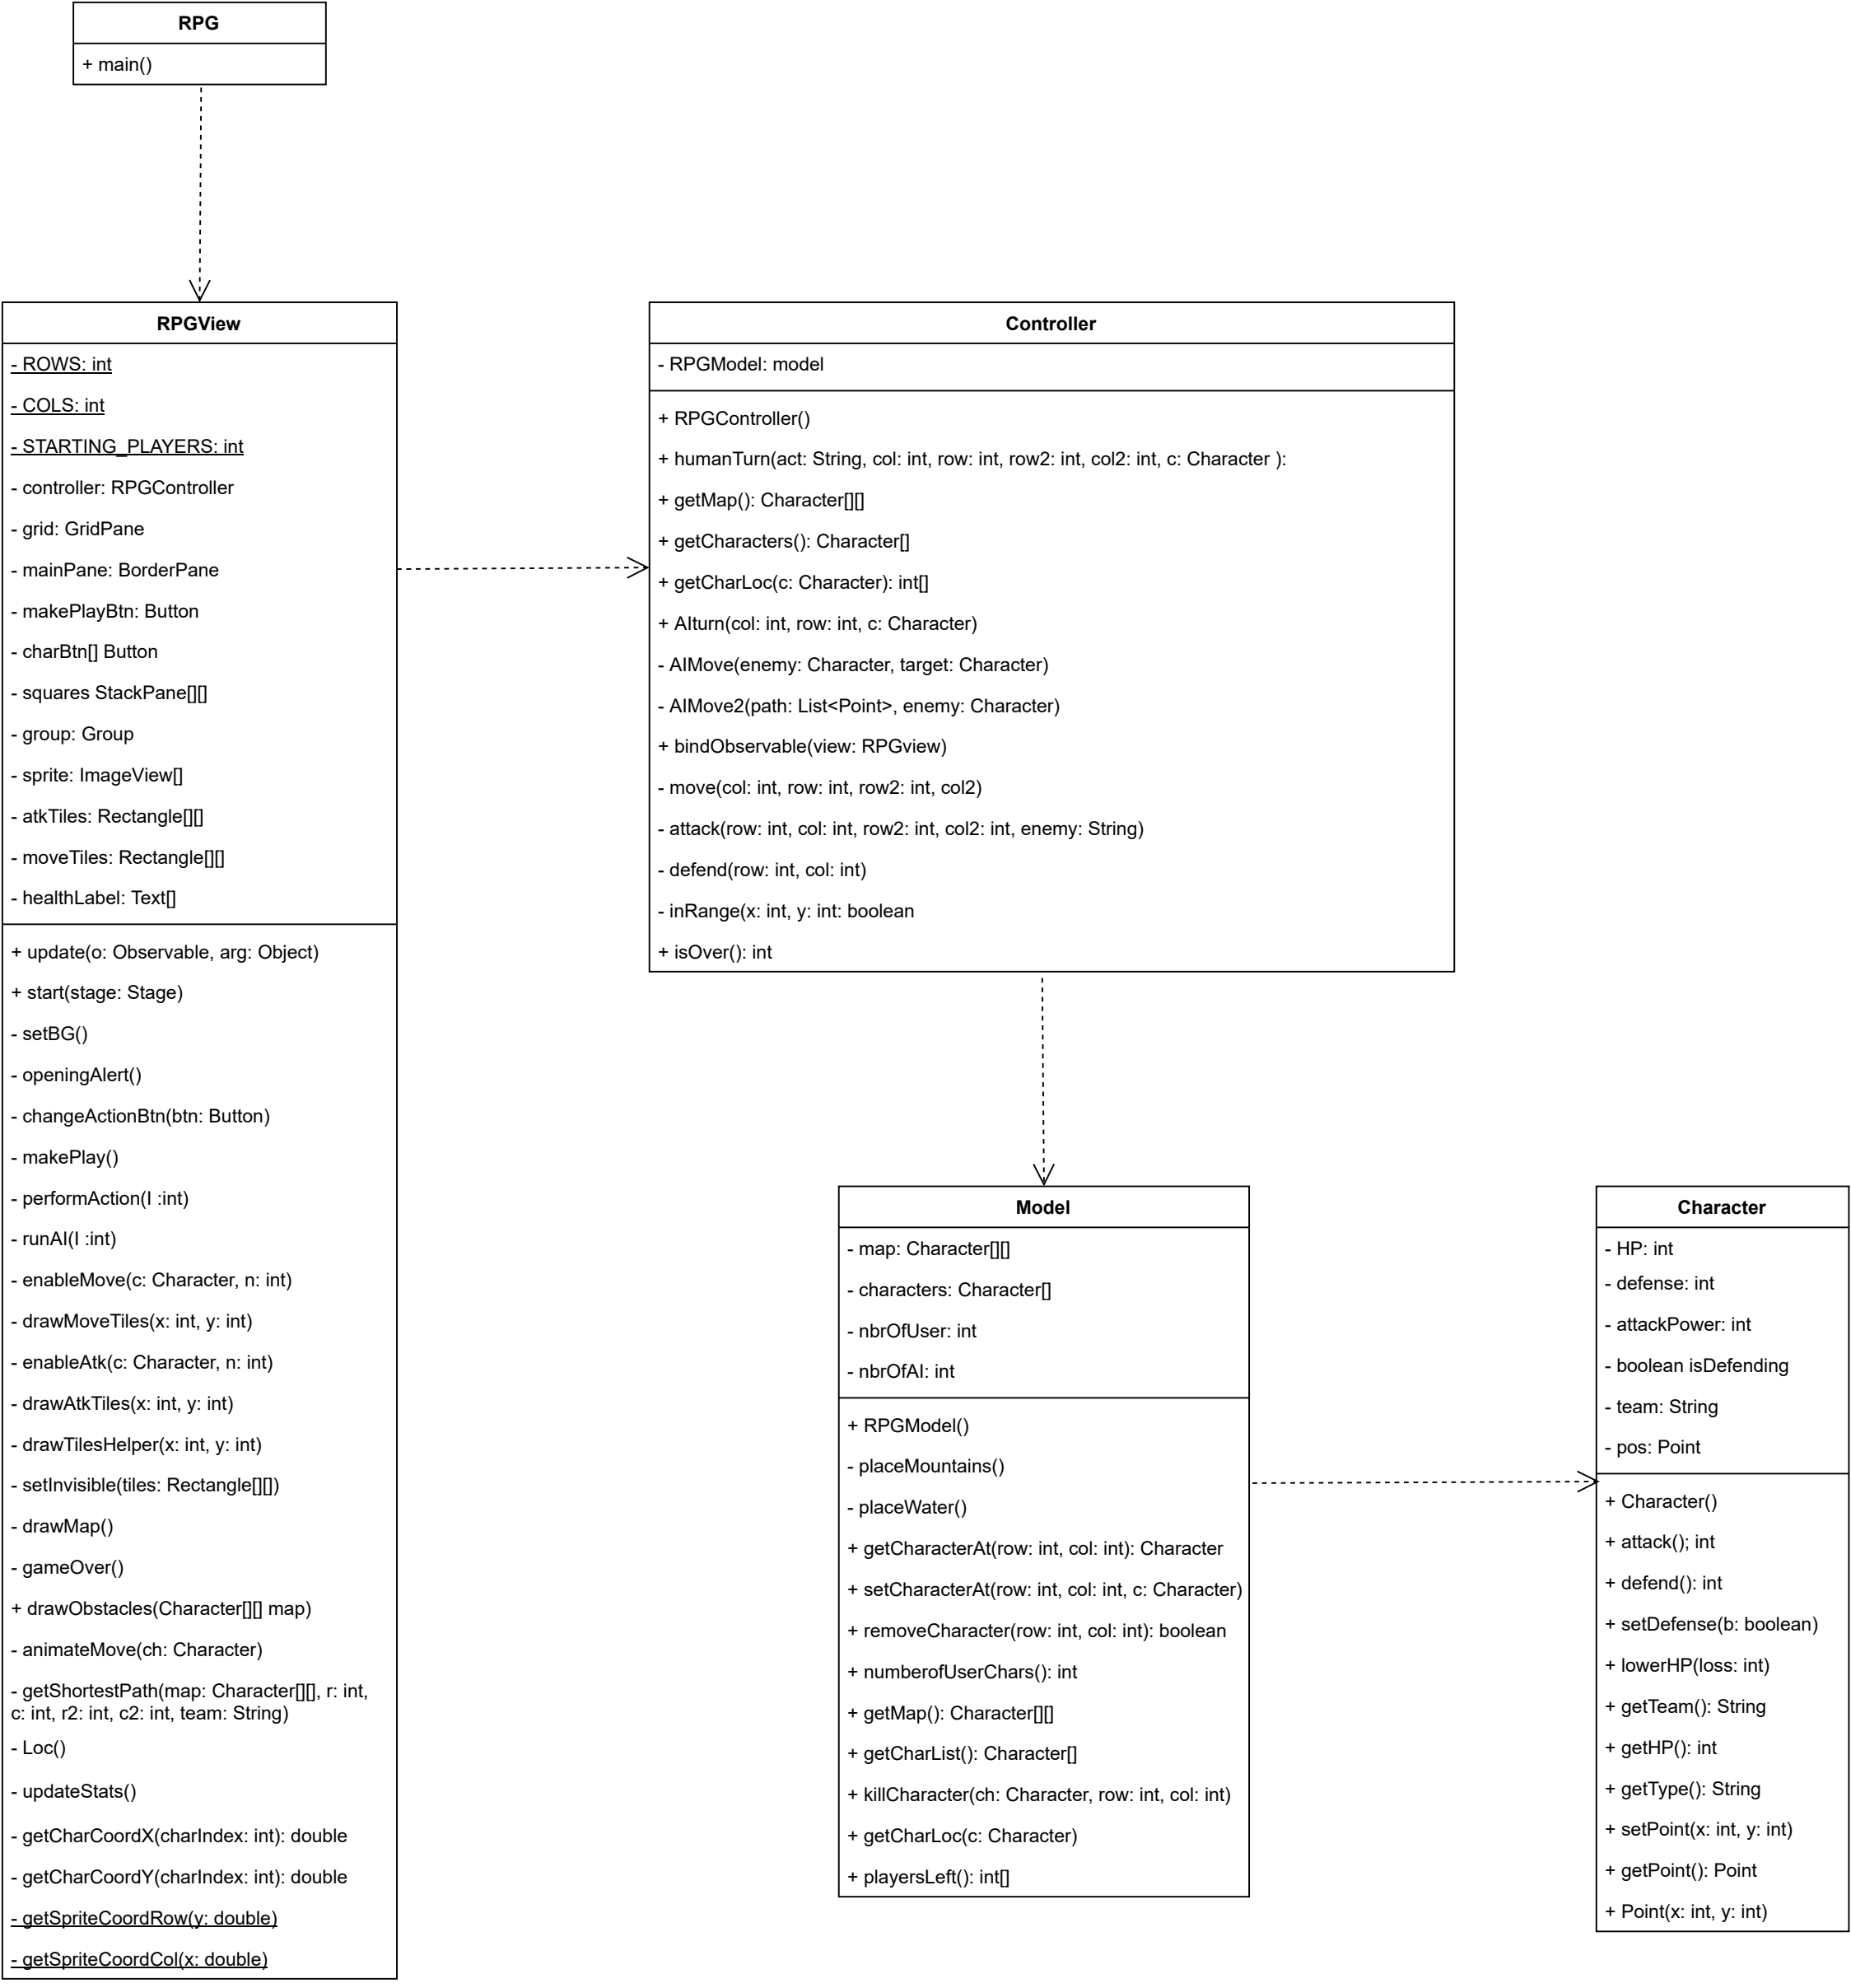 RPG
+ main()
RPGView
- ROWS: int
- COLS: int
- STARTING_PLAYERS: int
- controller: RPGController
- grid: GridPane
- mainPane: BorderPane
- makePlayBtn: Button
- charBtn[] Button
- squares StackPane[][]
- group: Group
- sprite: ImageView[]
- atkTiles: Rectangle[][]
- moveTiles: Rectangle[][]
- healthLabel: Text[]
+ update(o: Observable, arg: Object)
+ start(stage: Stage)
- setBG()
- openingAlert()
- changeActionBtn(btn: Button)
- makePlay()
- performAction(I :int)
- runAI(I :int)
- enableMove(c: Character, n: int)
- drawMoveTiles(x: int, y: int)
- enableAtk(c: Character, n: int)
- drawAtkTiles(x: int, y: int)
- drawTilesHelper(x: int, y: int)
- setInvisible(tiles: Rectangle[][])
- drawMap()
- gameOver()
+ drawObstacles(Character[][] map)
- animateMove(ch: Character)
- getShortestPath(map: Character[][], r: int,
c: int, r2: int, c2: int, team: String)
- Loc()
- updateStats()
- getCharCoordX(charIndex: int): double
- getCharCoordY(charIndex: int): double
- getSpriteCoordRow(y: double)
- getSpriteCoordCol(x: double)
Controller
- RPGModel: model
+ RPGController()
+ humanTurn(act: String, col: int, row: int, row2: int, col2: int, c: Character ):
+ getMap(): Character[][]
+ getCharacters(): Character[]
+ getCharLoc(c: Character): int[]
+ AIturn(col: int, row: int, c: Character)
- AIMove(enemy: Character, target: Character)
- AIMove2(path: List<Point>, enemy: Character)
+ bindObservable(view: RPGview)
- move(col: int, row: int, row2: int, col2)
- attack(row: int, col: int, row2: int, col2: int, enemy: String)
- defend(row: int, col: int)
- inRange(x: int, y: int: boolean
+ isOver(): int
Model
- map: Character[][]
- characters: Character[]
- nbrOfUser: int
- nbrOfAI: int
+ RPGModel()
- placeMountains()
- placeWater()
+ getCharacterAt(row: int, col: int): Character
+ setCharacterAt(row: int, col: int, c: Character)
+ removeCharacter(row: int, col: int): boolean
+ numberofUserChars(): int
+ getMap(): Character[][]
+ getCharList(): Character[]
+ killCharacter(ch: Character, row: int, col: int)
+ getCharLoc(c: Character)
+ playersLeft(): int[]
Character
- HP: int
- defense: int
- attackPower: int
- boolean isDefending
- team: String
- pos: Point
+ Character()
+ attack(); int
+ defend(): int
+ setDefense(b: boolean)
+ lowerHP(loss: int)
+ getTeam(): String
+ getHP(): int
+ getType(): String
+ setPoint(x: int, y: int)
+ getPoint(): Point
+ Point(x: int, y: int)